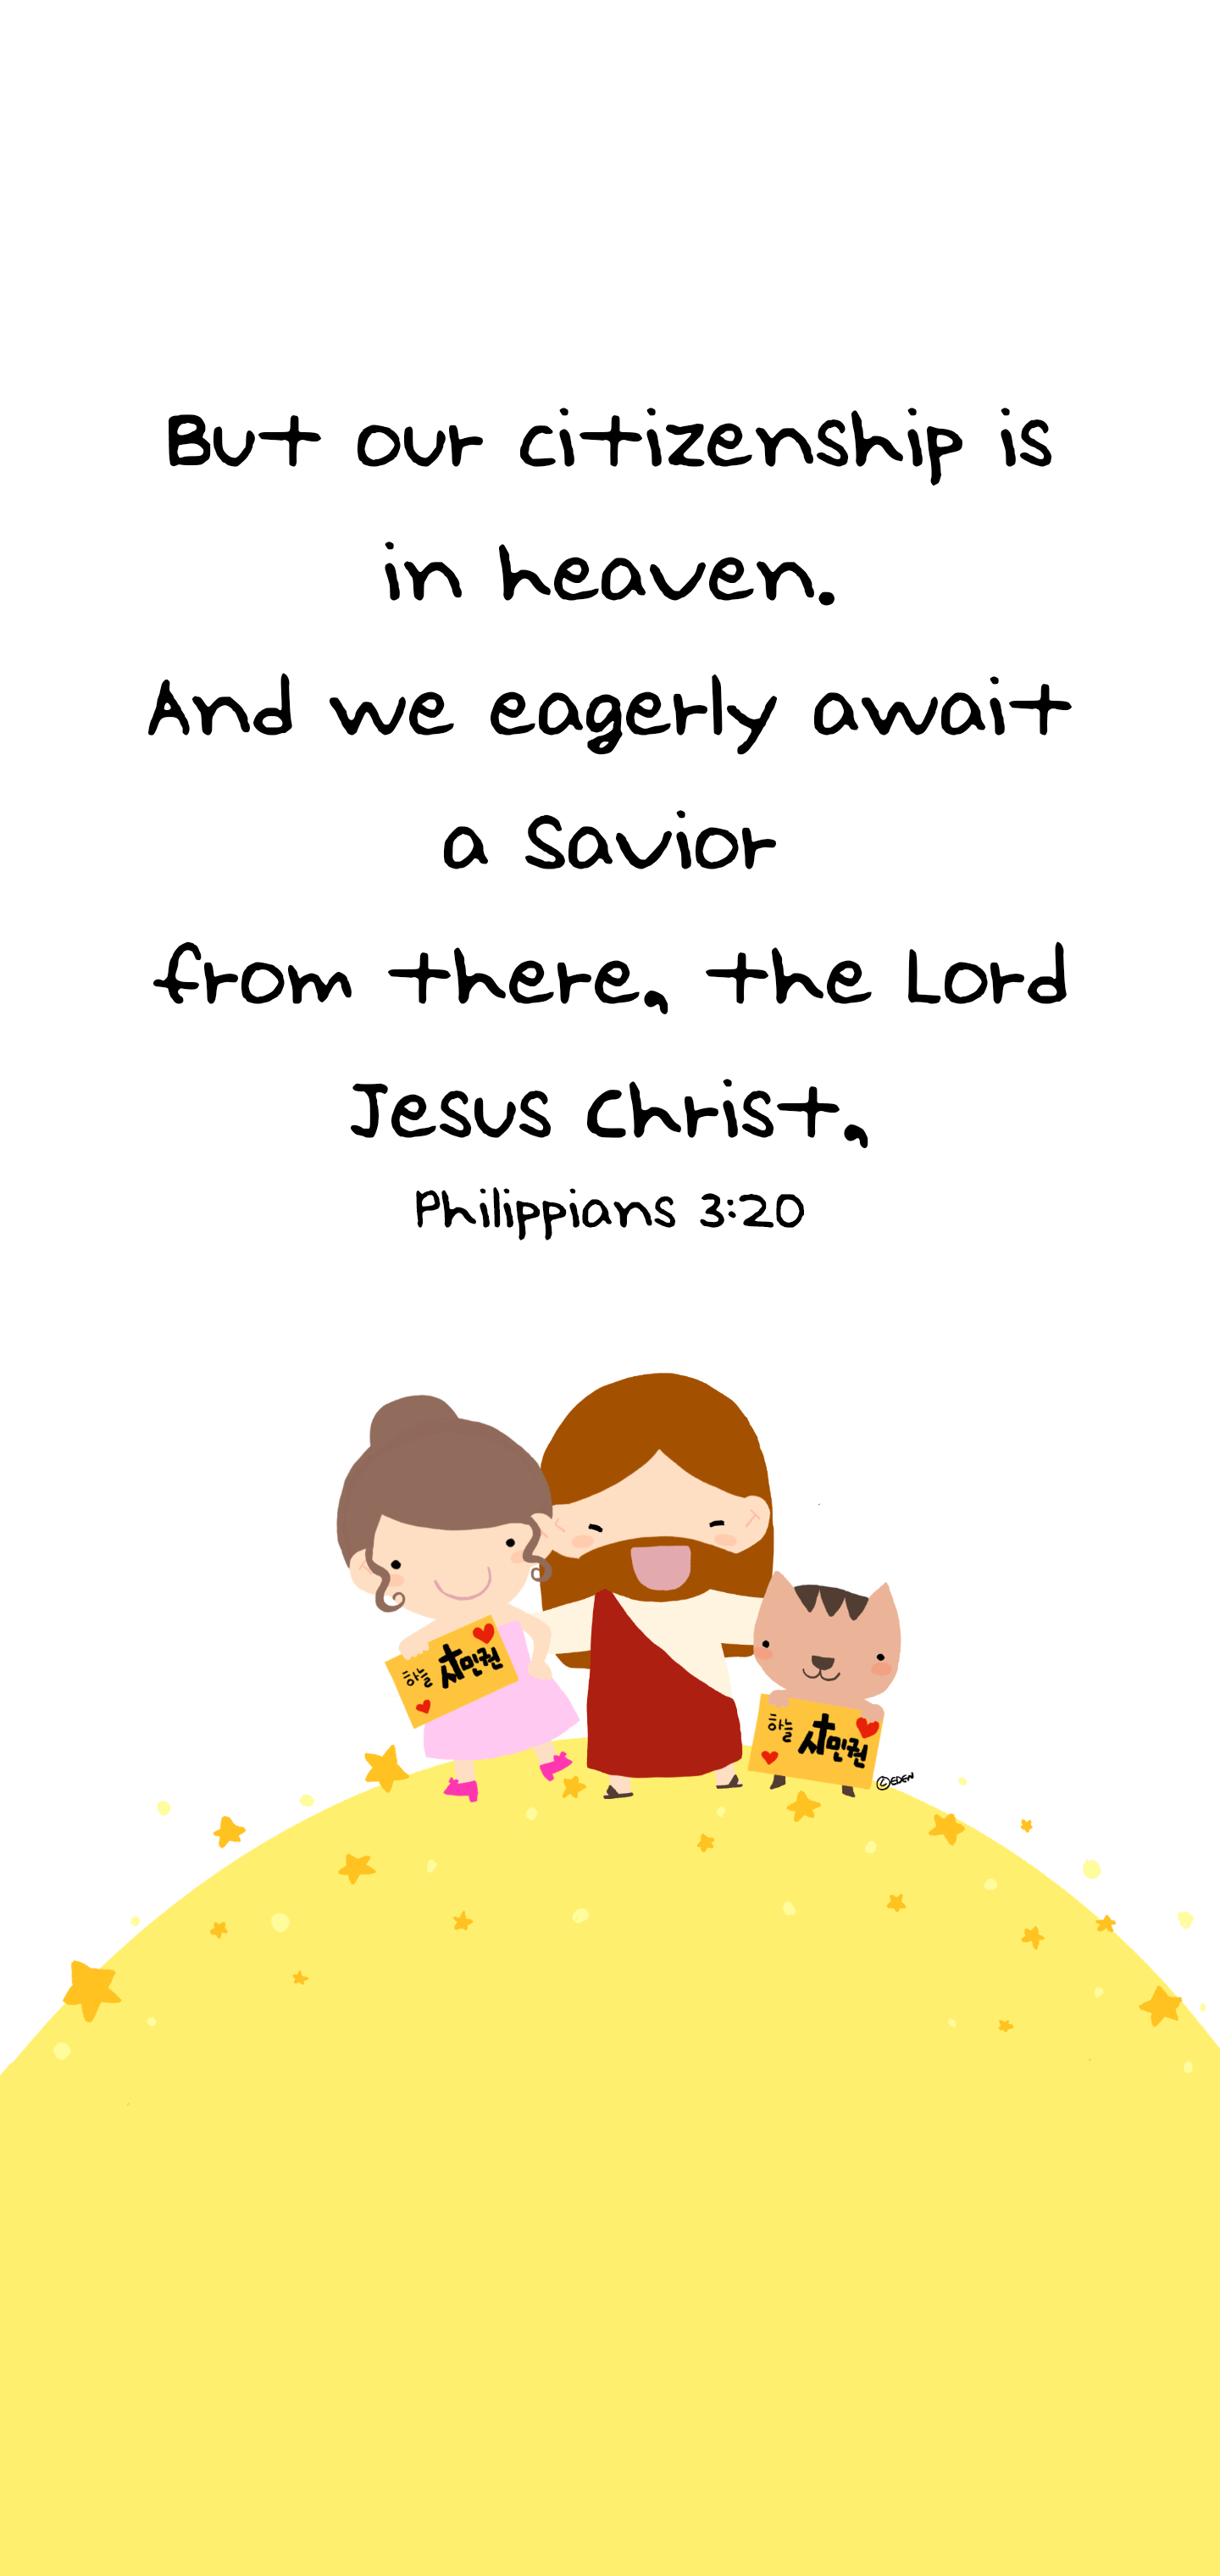 But our citizenship is
in heaven.
And we eagerly await
a Savior
from there, the Lord
Jesus Christ,
Philippians 3:20
하늘 시민권
하늘 시민권
©EDEN